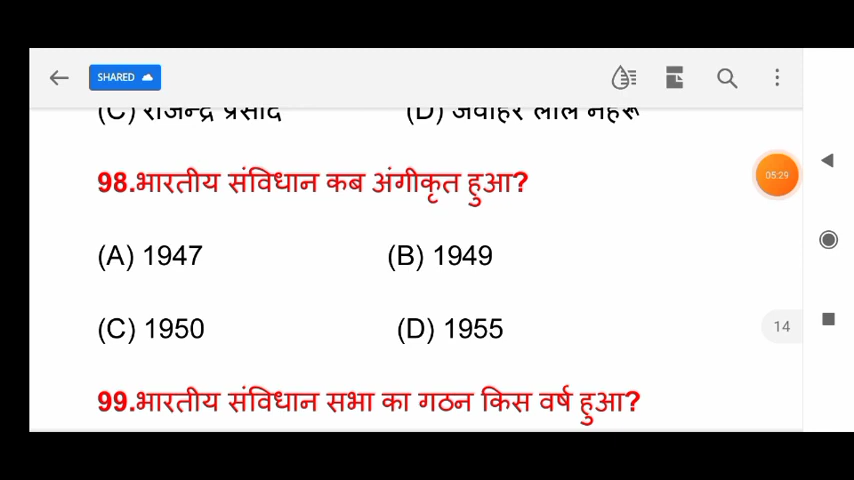 SHARED
(C) राजेन्द्र प्रसाद (D) जवाहर लाल नेहरू
98.भारतीय संविधान कब अंगीकृत हुआ?
05:29
(A) 1947 (B) 1949
(C) 1950 (D) 1955
14
99.भारतीय संविधान सभा का गठन किस वर्ष हुआ?